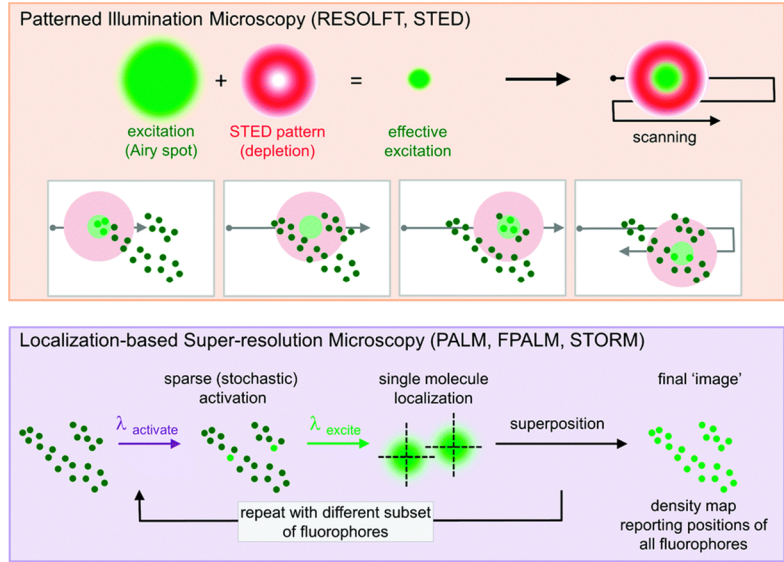 Patterned Illumination Microscopy (RESOLFT, STED)
+
=
excitation
(Airy spot)
STED pattern
(depletion)
effective
excitation
scanning
Localization-based Super-resolution Microscopy (PALM, FPALM, STORM)
sparse (stochastic)
activation
single molecule
localization
final ‘image’
λ activate
λ excite
superposition
repeat with different subset
of fluorophores
density map
reporting positions of
all fluorophores